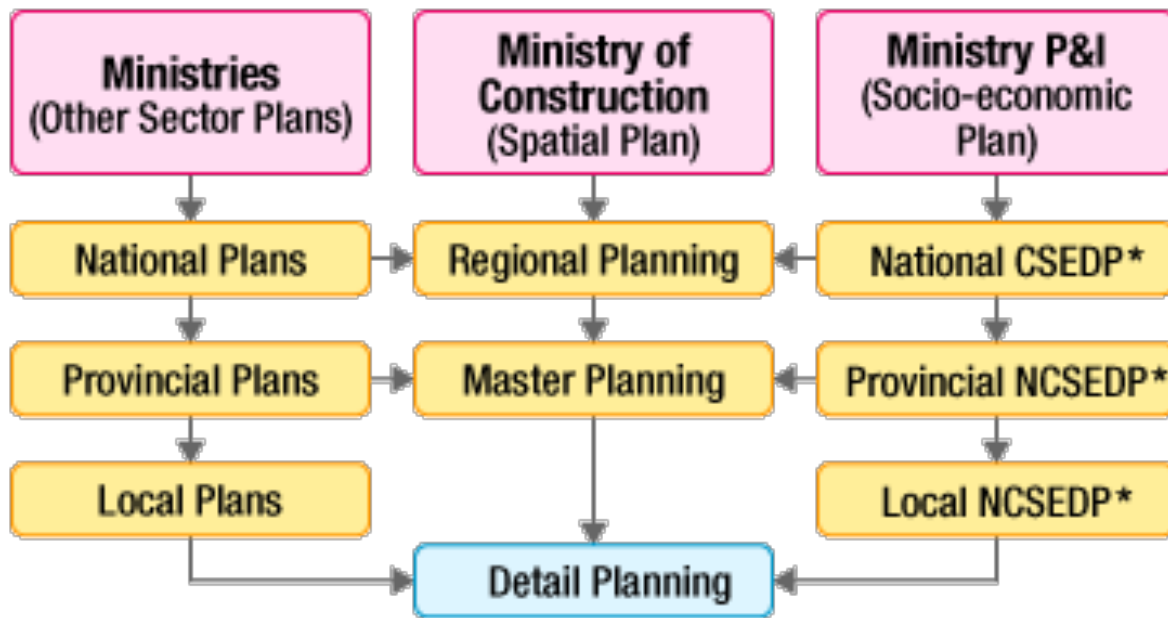 Ministries
(Other Sector Plans)
Ministry of
Construction
(Spatial Plan)
Ministry P&I
(Socio-economic
Plan)
National Plans
Regional Planning
National CSEDP*
Provincial Plans
Master Planning
Provincial NCSEDP*
Local Plans
Local NCSEDP*
Detail Planning